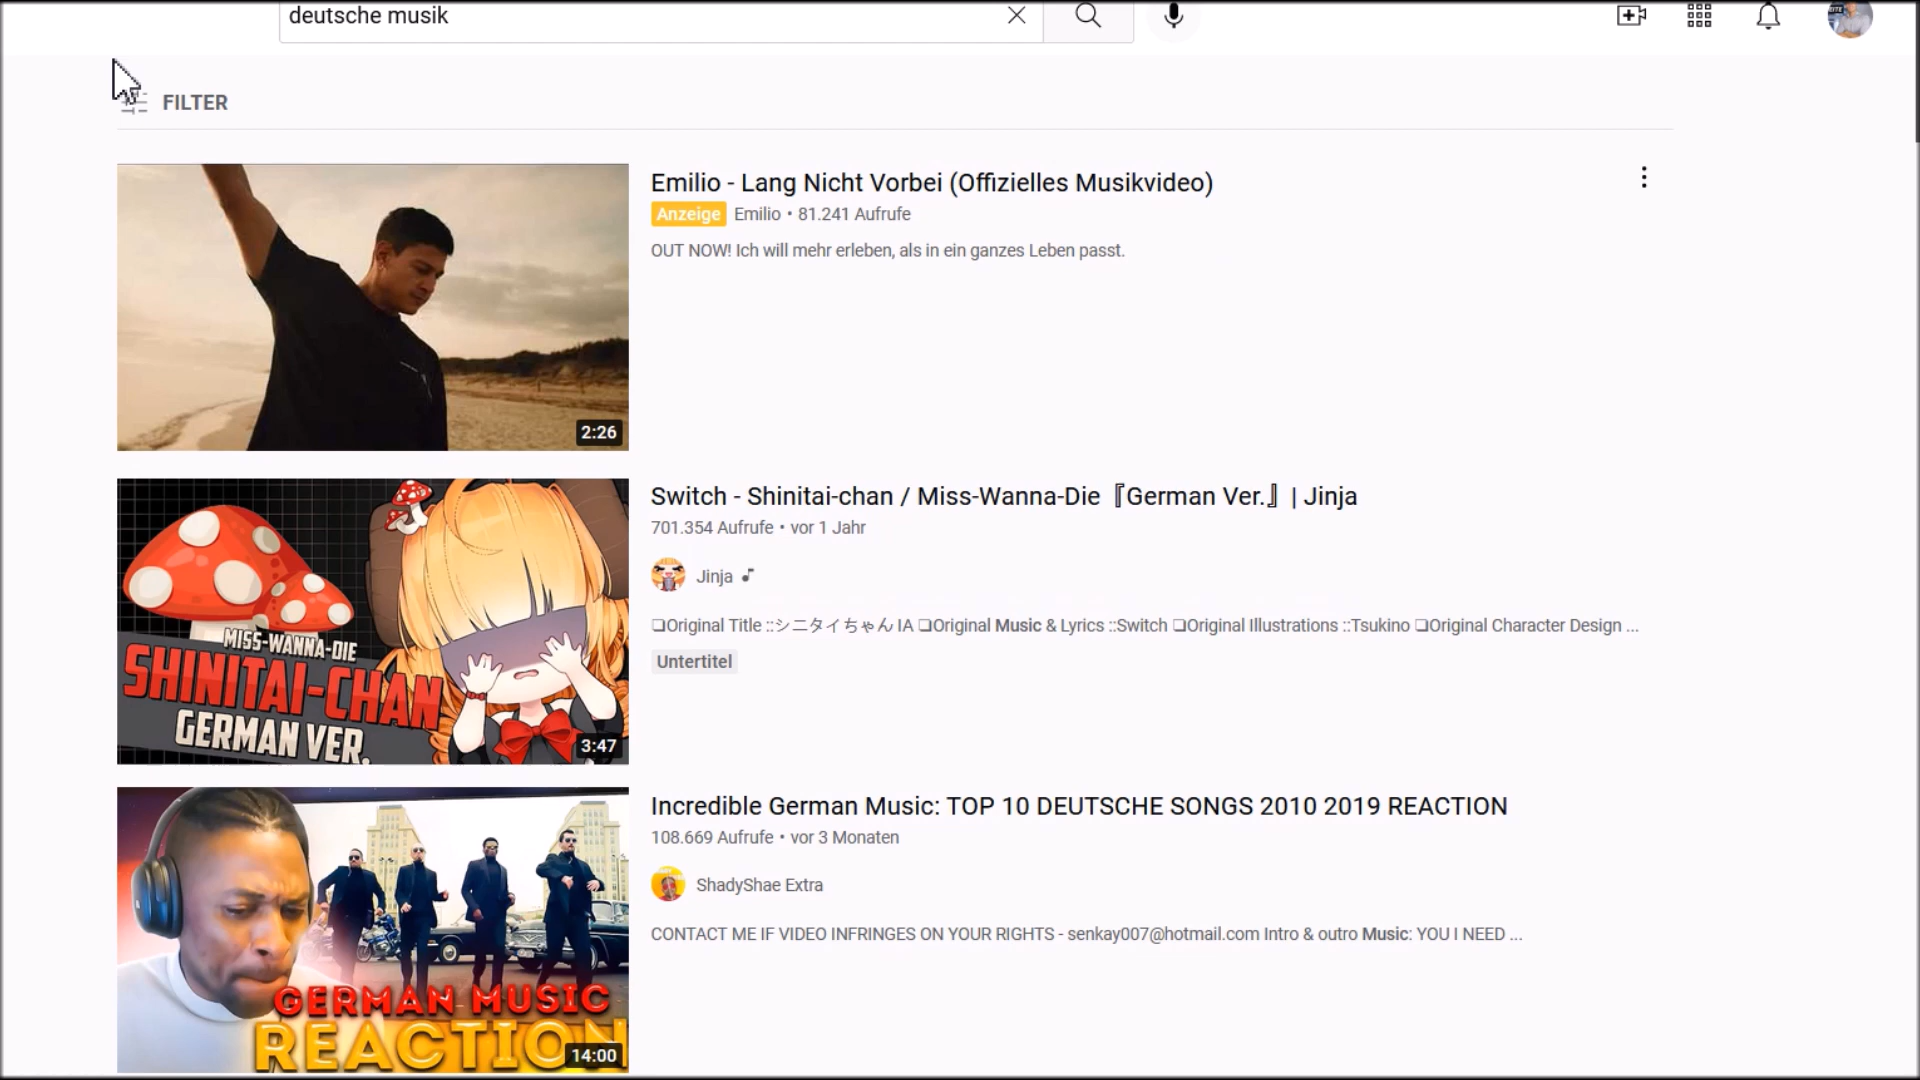 deutsche musik
FILTER
Emilio - Lang Nicht Vorbei (Offizielles Musikvideo)
Anzeige Emilio • 81.241 Aufrufe
OUT NOW! Ich will mehr erleben, als in ein ganzes Leben passt.
2:26
Switch - Shinitai-chan / Miss-Wanna-Die『German Ver.』| Jinja
701.354 Aufrufe • vor 1 Jahr
Jinja
❏Original Title ::シニタイちゃん IA ❏Original Music & Lyrics ::Switch ❏Original Illustrations ::Tsukino ❏Original Character Design ...
Untertitel
MISS-WANNA-DIE
SHINITAI-CHAN
GERMAN VER.
3:47
Incredible German Music: TOP 10 DEUTSCHE SONGS 2010 2019 REACTION
108.669 Aufrufe • vor 3 Monaten
ShadyShae Extra
CONTACT ME IF VIDEO INFRINGES ON YOUR RIGHTS - senkay007@hotmail.com Intro & outro Music: YOU I NEED ...
GERMAN MUSIC
REACTION
14:00